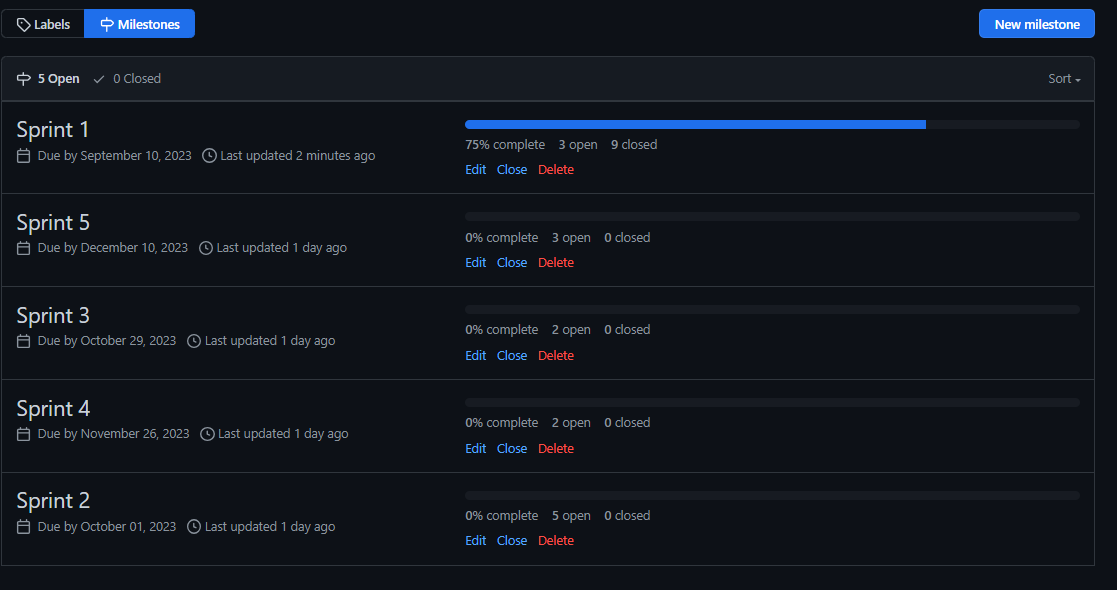 Labels Milestones New milestone
5 Open 0 Closed Sort
Sprint 1
Due by September 10, 2023 Last updated 2 minutes ago
75% complete 3 open 9 closed
Edit Close Delete
Sprint 5
Due by December 10, 2023 Last updated 1 day ago
0% complete 3 open 0 closed
Edit Close Delete
Sprint 3
Due by October 29, 2023 Last updated 1 day ago
0% complete 2 open 0 closed
Edit Close Delete
Sprint 4
Due by November 26, 2023 Last updated 1 day ago
0% complete 2 open 0 closed
Edit Close Delete
Sprint 2
Due by October 01, 2023 Last updated 1 day ago
0% complete 5 open 0 closed
Edit Close Delete